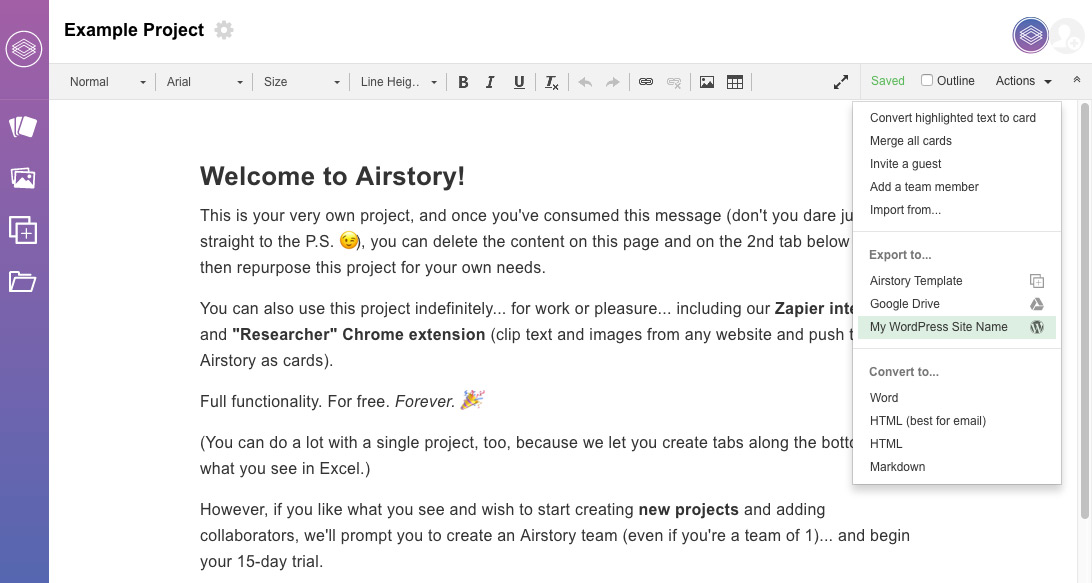 Example Project
Normal Arial Size Line Heig.. B I U Tx Saved Outline Actions
Convert highlighted text to card
Merge all cards
Invite a guest
Add a team member
Import from...
Export to...
Airstory Template
Google Drive
My WordPress Site Name
Convert to...
Word
HTML (best for email)
HTML
Markdown
Welcome to Airstory!
This is your very own project, and once you've consumed this message (don't you dare
straight to the P.S. 😉), you can delete the content on this page and on the 2nd tab below
then repurpose this project for your own needs.
You can also use this project indefinitely... for work or pleasure... including our Zapier
and "Researcher" Chrome extension (clip text and images from any website and push
Airstory as cards).
Full functionality. For free. Forever. 🎉
(You can do a lot with a single project, too, because we let you create tabs along the
what you see in Excel.)
However, if you like what you see and wish to start creating new projects and adding
collaborators, we'll prompt you to create an Airstory team (even if you're a team of 1)... and begin
your 15-day trial.